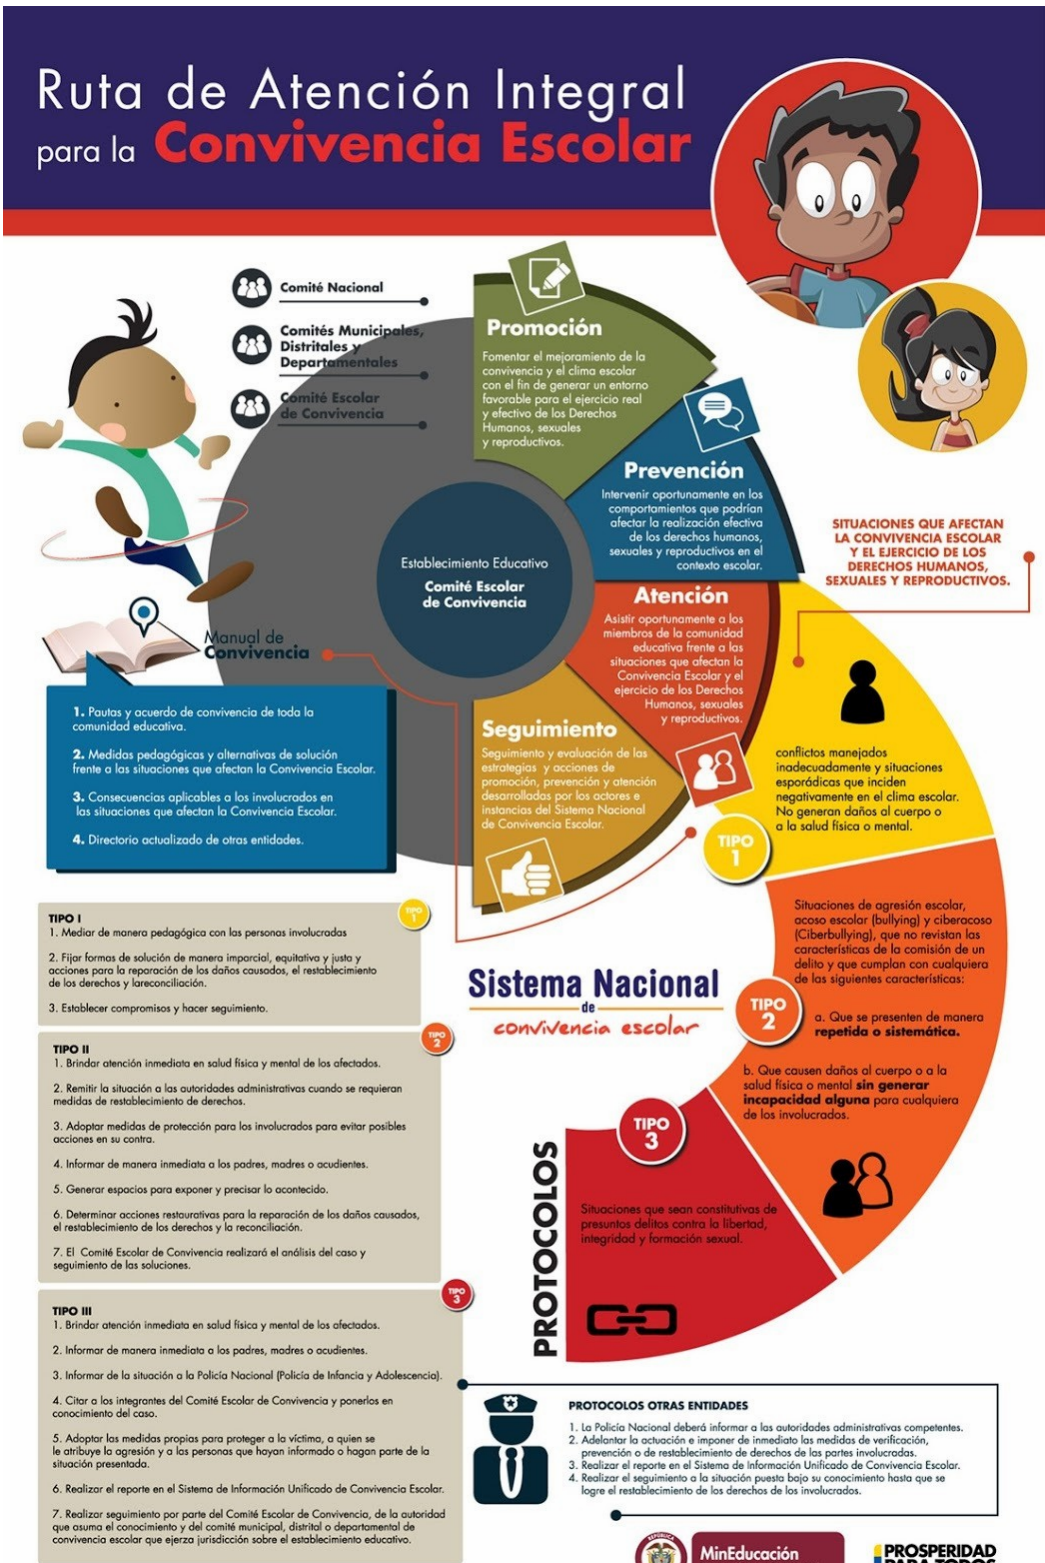 Ruta de Atención Integral
para la Convivencia Escolar
Comité Nacional
Comités Municipales,
Distritales y
Departamentales
Comité Escolar
de Convivencia
Promoción
Fomentar el mejoramiento de la
convivencia y el clima escolar
con el fin de generar un entorno
favorable para el ejercicio real
y efectivo de los Derechos
Humanos, sexuales
y reproductivos.
Prevención
Intervenir oportunamente en los
comportamientos que podrían
afectar la realización efectiva
de los derechos humanos,
sexuales y reproductivos en el
contexto escolar.
Establecimiento Educativo
Comité Escolar
de Convivencia
Atención
Asistir oportunamente a los
miembros de la comunidad
educativa frente a las
situaciones que afectan la
Convivencia Escolar y el
ejercicio de los Derechos
Humanos, sexuales
y reproductivos.
Seguimiento
Seguimiento y evaluación de las
estrategias y acciones de
promoción, prevención y atención
desarrolladas por los actores e
instancias del Sistema Nacional
de Convivencia Escolar.
SITUACIONES QUE AFECTAN
LA CONVIVENCIA ESCOLAR
Y EL EJERCICIO DE LOS
DERECHOS HUMANOS,
SEXUALES Y REPRODUCTIVOS.
Manual de
Convivencia
1. Pautas y acuerdo de convivencia de toda la
comunidad educativa.
2. Medidas pedagógicas y alternativas de solución
frente a las situaciones que afectan la Convivencia Escolar.
3. Consecuencias aplicables a los involucrados en
las situaciones que afectan la Convivencia Escolar.
4. Directorio actualizado de otras entidades.
conflictos manejados
inadecuadamente y situaciones
esporádicas que inciden
negativamente en el clima escolar.
No generan daños al cuerpo o
a la salud física o mental.
TIPO
1
Situaciones de agresión escolar,
acoso escolar (bullying) y ciberacoso
(Ciberbullying), que no revistan las
características de la comisión de un
delito y que cumplan con cualquiera
de las siguientes características:
TIPO
2
a. Que se presenten de manera
repetida o sistemática.
b. Que causen daños al cuerpo o a la
salud física o mental sin generar
incapacidad alguna para cualquiera
de los involucrados.
TIPO
3
Situaciones que sean constitutivas de
presuntos delitos contra la libertad,
integridad y formación sexual.
PROTOCOLOS
Sistema Nacional
de
convivencia escolar
TIPO I
TIPO
1
1. Mediar de manera pedagógica con las personas involucradas
2. Fijar formas de solución de manera imparcial, equitativa y justa y
acciones para la reparación de los daños causados, el restablecimiento
de los derechos y lareconciliación.
3. Establecer compromisos y hacer seguimiento.
TIPO II
TIPO
2
1. Brindar atención inmediata en salud física y mental de los afectados.
2. Remitir la situación a las autoridades administrativas cuando se requieran
medidas de restablecimiento de derechos.
3. Adoptar medidas de protección para los involucrados para evitar posibles
acciones en su contra.
4. Informar de manera inmediata a los padres, madres o acudientes.
5. Generar espacios para exponer y precisar lo acontecido.
6. Determinar acciones restaurativas para la reparación de los daños causados,
el restablecimiento de los derechos y la reconciliación.
7. El Comité Escolar de Convivencia realizará el análisis del caso y
seguimiento de las soluciones.
TIPO III
TIPO
3
1. Brindar atención inmediata en salud física y mental de los afectados.
2. Informar de manera inmediata a los padres, madres o acudientes.
3. Informar de la situación a la Policía Nacional (Policía de Infancia y Adolescencia).
4. Citar a los integrantes del Comité Escolar de Convivencia y ponerlos en
conocimiento del caso.
5. Adoptar las medidas propias para proteger a la víctima, a quien se
le atribuye la agresión y a las personas que hayan informado o hagan parte de la
situación presentada.
6. Realizar el reporte en el Sistema de Información Unificado de Convivencia Escolar.
7. Realizar seguimiento por parte del Comité Escolar de Convivencia, de la autoridad
que asuma el conocimiento y del comité municipal, distrital o departamental de
convivencia escolar que ejerza jurisdicción sobre el establecimiento educativo.
PROTOCOLOS OTRAS ENTIDADES
1. La Policía Nacional deberá informar a las autoridades administrativas competentes.
2. Adelantar la actuación e imponer de inmediato las medidas de verificación,
prevención o de restablecimiento de derechos de las partes involucradas.
3. Realizar el reporte en el Sistema de Información Unificado de Convivencia Escolar.
4. Realizar el seguimiento a la situación puesta bajo su conocimiento hasta que se
logre el restablecimiento de los derechos de los involucrados.
MinEducación
PROSPERIDAD
PARA TODOS